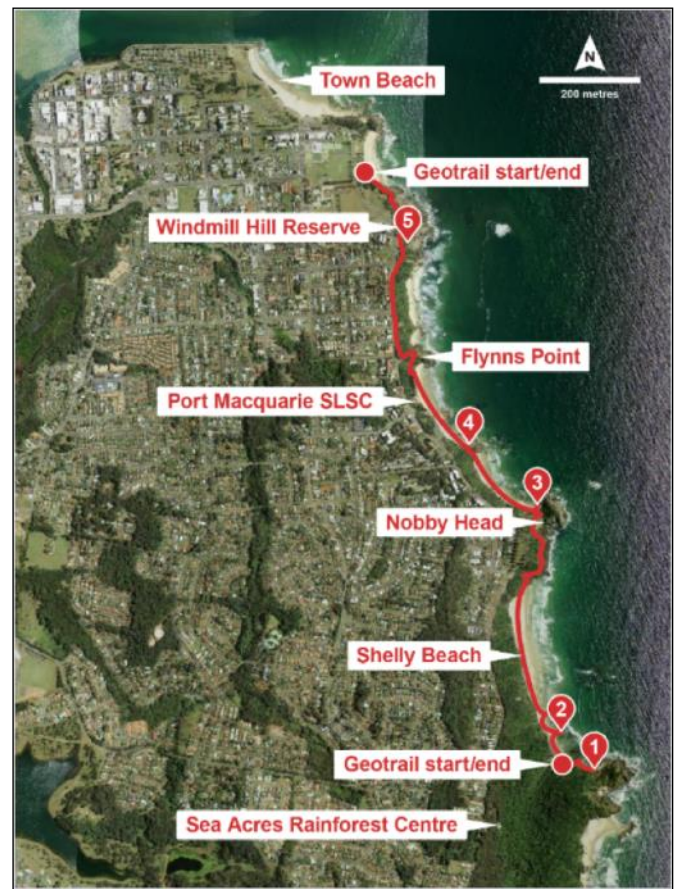 Town Beach
N
200 metres
Geotrail start/end
5
Windmill Hill Reserve
Flynns Point
Port Macquarie SLSC
4
3
Nobby Head
Shelly Beach
2
1
Geotrail start/end
Sea Acres Rainforest Centre